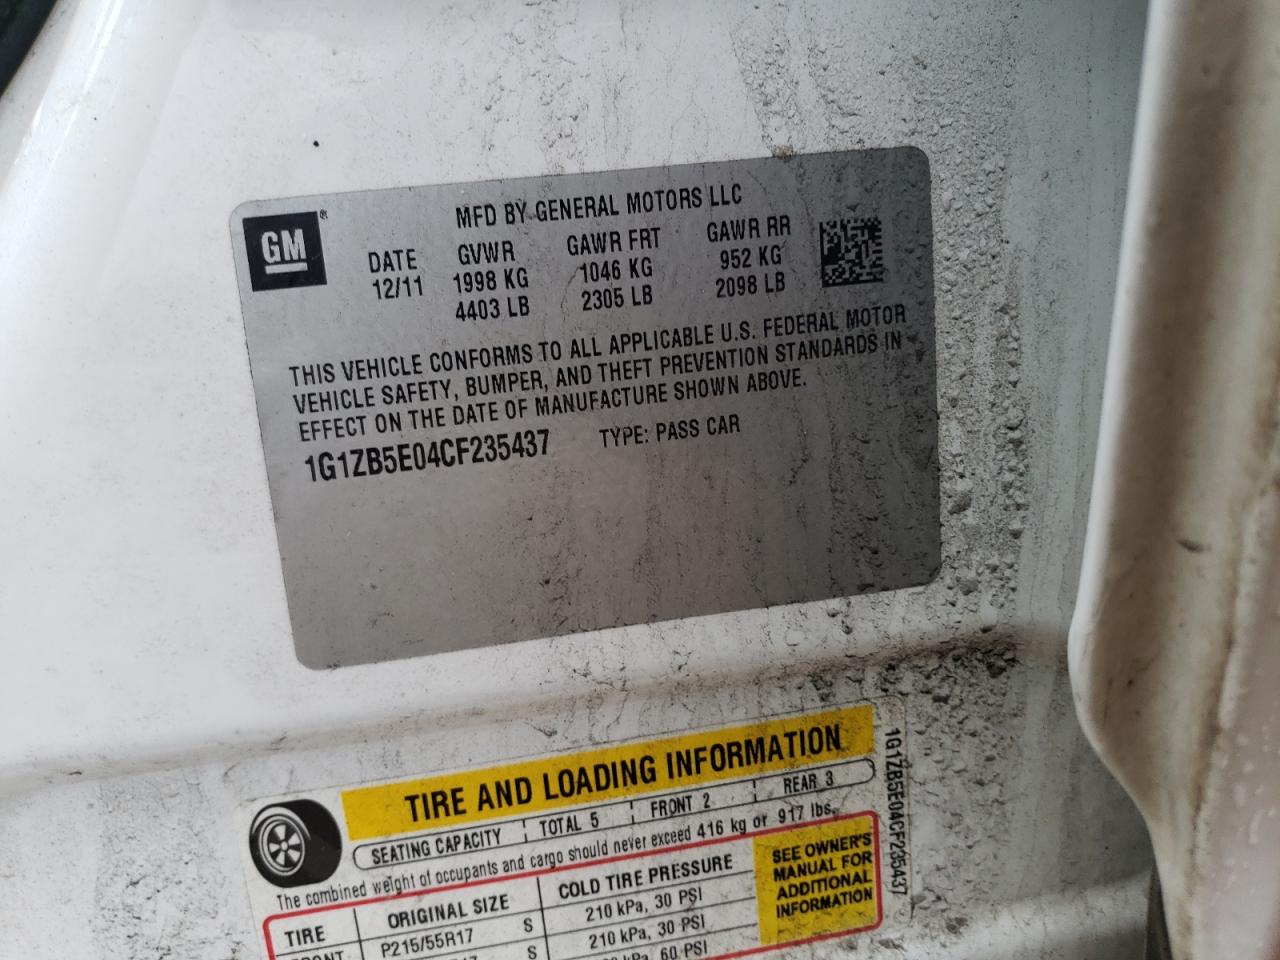 GM®
MFD BY GENERAL MOTORS LLC
DATE GVWR GAWR FRT GAWR RR
12/11 1998 KG 1046 KG 952 KG
4403 LB 2305 LB 2098 LB
THIS VEHICLE CONFORMS TO ALL APPLICABLE U.S. FEDERAL MOTOR
VEHICLE SAFETY, BUMPER, AND THEFT PREVENTION STANDARDS IN
EFFECT ON THE DATE OF MANUFACTURE SHOWN ABOVE.
1G1ZB5E04CF235437 TYPE: PASS CAR
TIRE AND LOADING INFORMATION
SEATING CAPACITY TOTAL 5 FRONT 2 REAR 3
The combined weight of occupants and cargo should never exceed 416 kg or 917 lbs.
TIRE ORIGINAL SIZE COLD TIRE PRESSURE
FRONT P215/55R17 S 210 kPa, 30 PSI
S 210 kPa, 30 PSI
60 PSI
SEE OWNER'S
MANUAL FOR
ADDITIONAL
INFORMATION
1G1ZB5E04CF235437